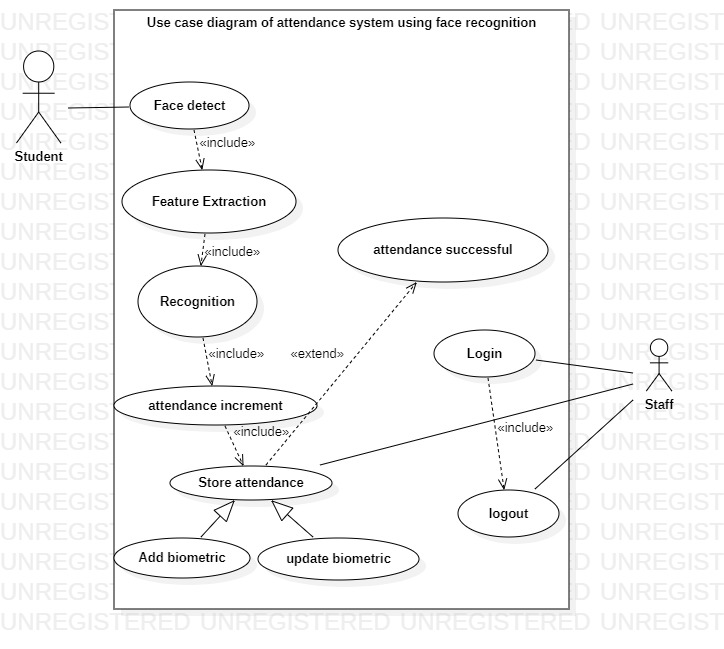 Use case diagram of attendance system using face recognition
Face detect
Student
«include»
Feature Extraction
«include»
attendance successful
Recognition
«include»
«extend»
Login
Staff
attendance increment
«include»
«include»
Store attendance
logout
Add biometric
update biometric
UNREGISTERED UNREGISTERED UNREGISTERED UNREGIST